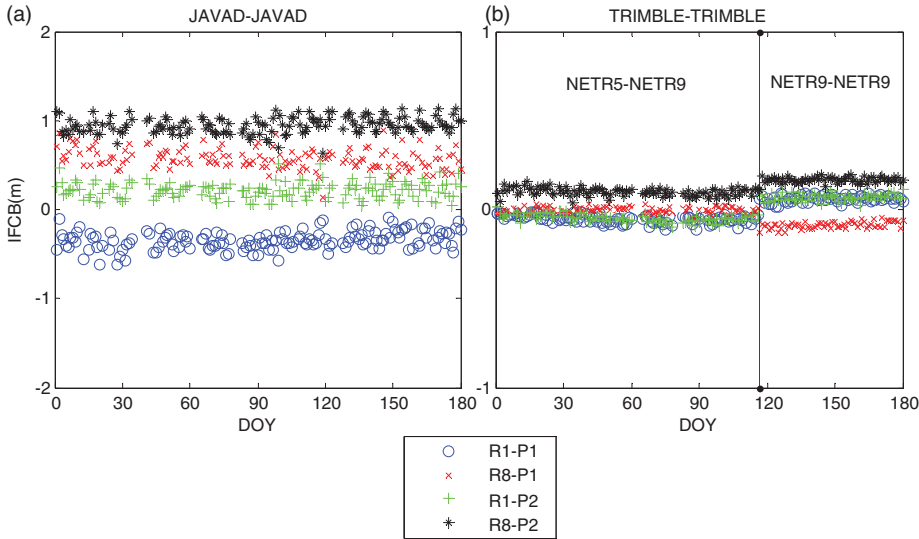 (a) JAVAD-JAVAD
2
1
0
-1
-2
IFCB(m)
0 30 60 90 120 150 180
DOY
(b) TRIMBLE-TRIMBLE
NETR5-NETR9 NETR9-NETR9
1
0
-1
0 30 60 90 120 150 180
DOY
R1-P1
R8-P1
R1-P2
R8-P2